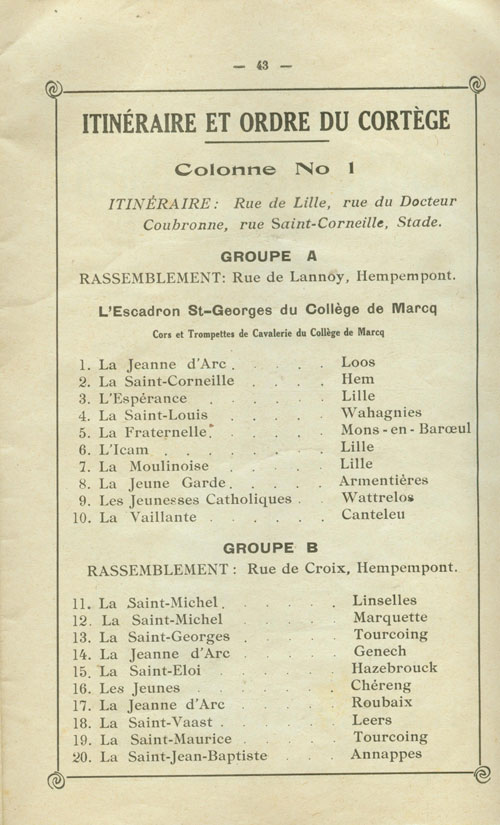 — 43 —
ITINÉRAIRE ET ORDRE DU CORTÈGE
Colonne No 1
ITINÉRAIRE: Rue de Lille, rue du Docteur
Coubronne, rue Saint-Corneille, Stade.
GROUPE A
RASSEMBLEMENT: Rue de Lannoy, Hempempont.
L'Escadron St-Georges du Collège de Marcq
Cors et Trompettes de Cavalerie du Collège de Marcq
1. La Jeanne d'Arc . . . . . Loos
2. La Saint-Corneille . . . . Hem
3. L'Espérance . . . . . . Lille
4. La Saint-Louis . . . . . Wahagnies
5. La Fraternelle. . . . . . Mons-en-Barœul
6. L'Icam . . . . . . . Lille
7. La Moulinoise . . . . . Lille
8. La Jeune Garde . . . . . Armentières
9. Les Jeunesses Catholiques . Wattrelos
10. La Vaillante . . . . . . Canteleu
GROUPE B
RASSEMBLEMENT : Rue de Croix, Hempempont.
11. La Saint-Michel . . . . . Linselles
12. La Saint-Michel . . . . . Marquette
13. La Saint-Georges . . . . . Tourcoing
14. La Jeanne d'Arc . . . . . Genech
15. La Saint-Eloi . . . . . Hazebrouck
16. Les Jeunes . . . . . Chéreng
17. La Jeanne d'Arc . . . . . Roubaix
18. La Saint-Vaast . . . . . Leers
19. La Saint-Maurice . . . . Tourcoing
20. La Saint-Jean-Baptiste . . . Annappes